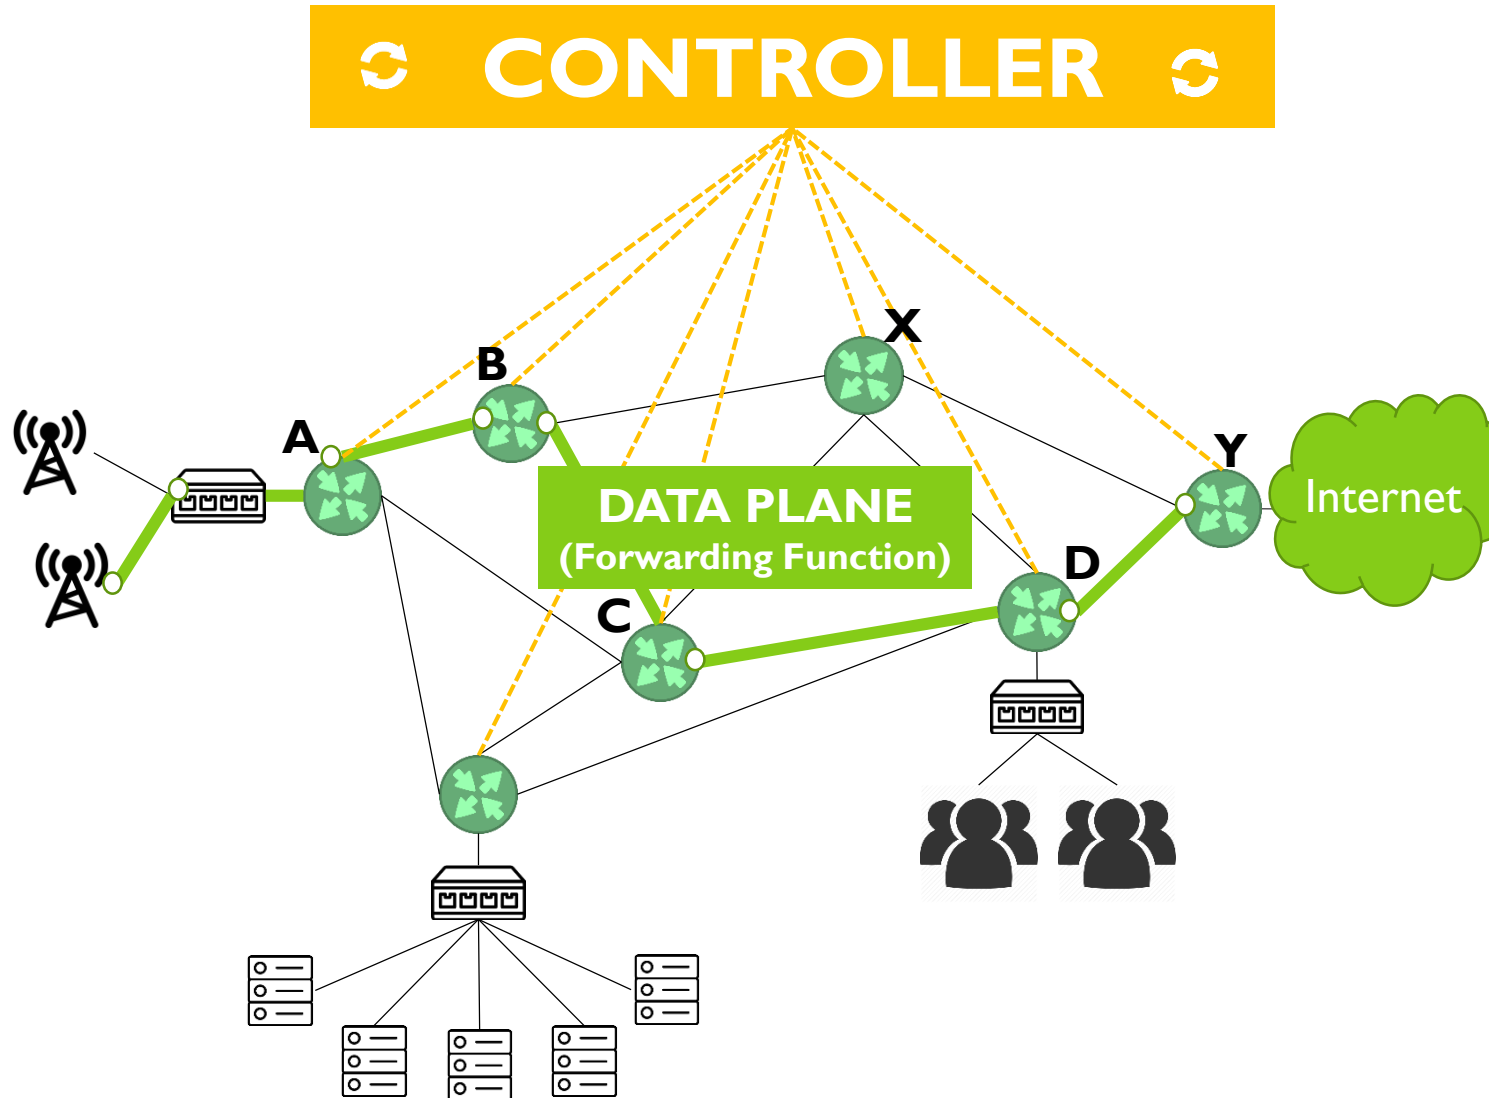 CONTROLLER
X
B
A
Y
Internet
DATA PLANE
(Forwarding Function)
D
C